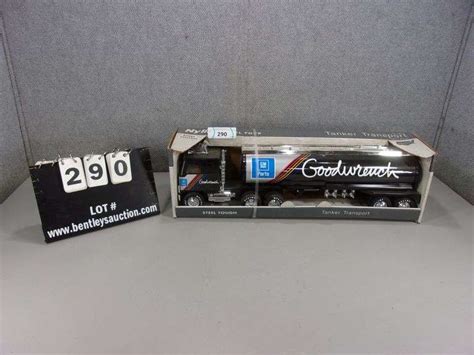 290
LOT #
www.bentleysauction.com
290
Tanker Transport
GM
Parts
Goodwrench
Goodwrench
STEEL TOUGH
Tanker Transport